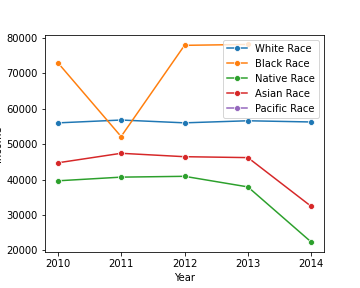 80000
70000
60000
50000
40000
30000
20000
2010
2011
2012
2013
2014
Year
White Race
Black Race
Native Race
Asian Race
Pacific Race